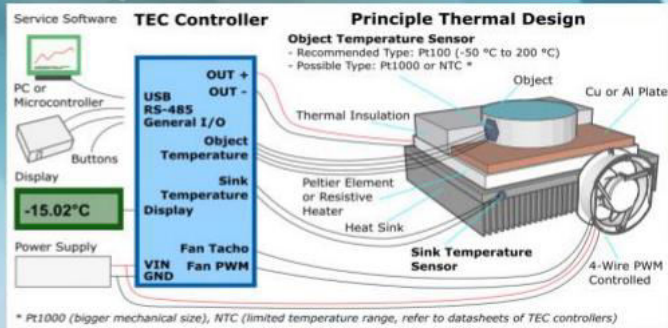 Service Software
TEC Controller
Principle Thermal Design
Object Temperature Sensor
- Recommended Type: Pt100 (-50 °C to 200 °C)
- Possible Type: Pt1000 or NTC *
OUT +
OUT -
Object
Cu or Al Plate
PC or
Microcontroller
USB
RS-485
General I/O
Thermal Insulation
Buttons
Object
Temperature
Display
Sink
Temperature
Peltier Element
or Resistive
Heater
-15.02°C
Display
Heat Sink
Power Supply
Fan Tacho
Sink Temperature
Sensor
VIN
GND
Fan PWM
4-Wire PWM
Controlled
* Pt1000 (bigger mechanical size), NTC (limited temperature range, refer to datasheets of TEC controllers)